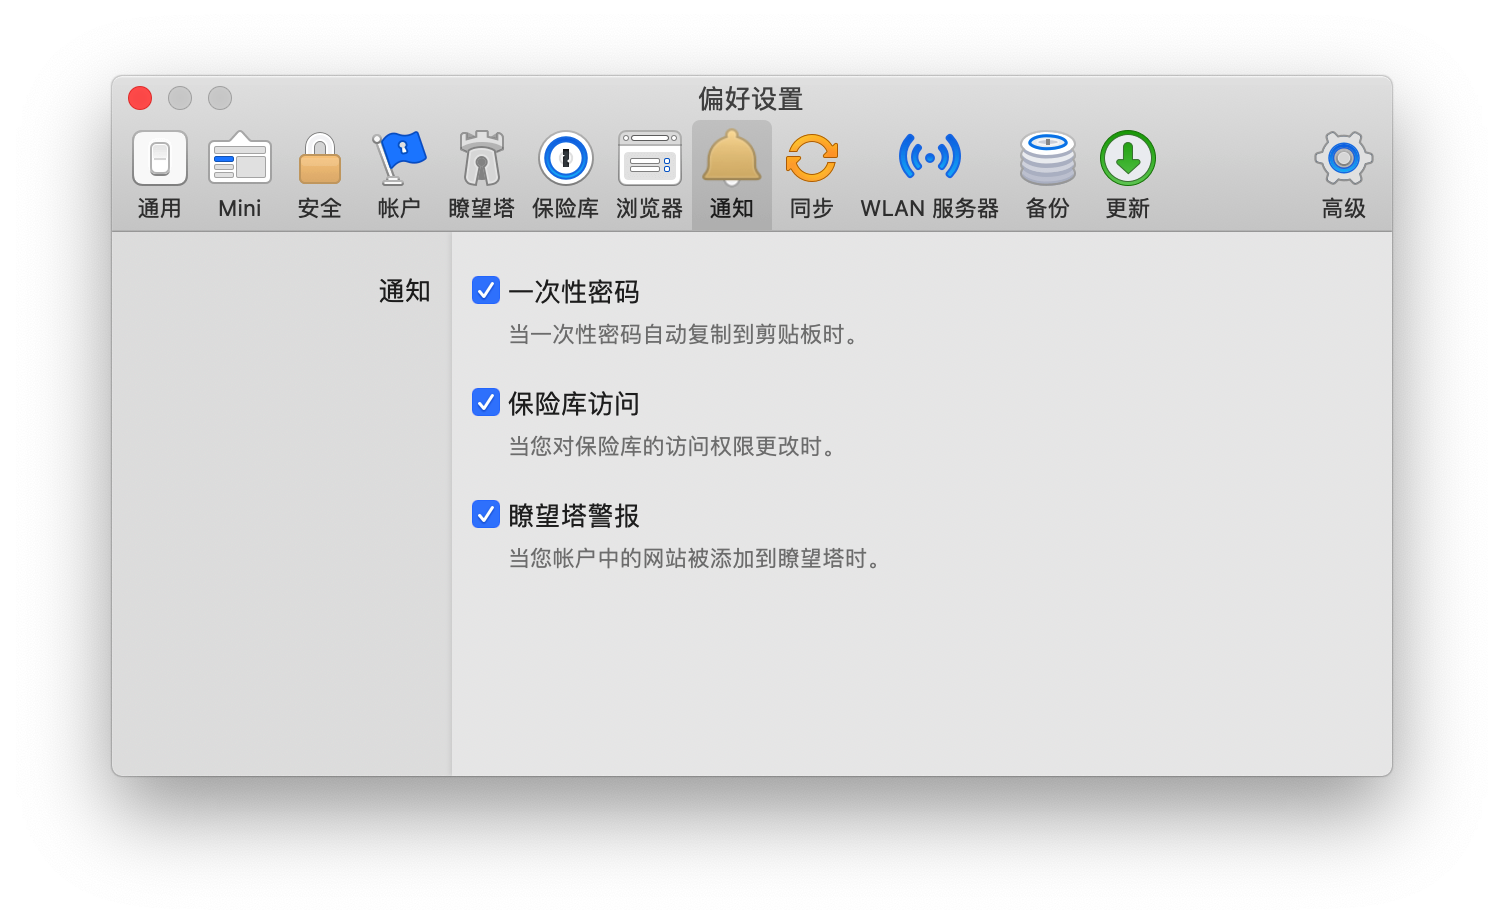 偏好设置
通用
Mini
安全
帐户
瞭望塔
保险库
浏览器
通知
同步
WLAN 服务器
备份
更新
高级
通知
一次性密码
当一次性密码自动复制到剪贴板时。
保险库访问
当您对保险库的访问权限更改时。
瞭望塔警报
当您帐户中的网站被添加到瞭望塔时。